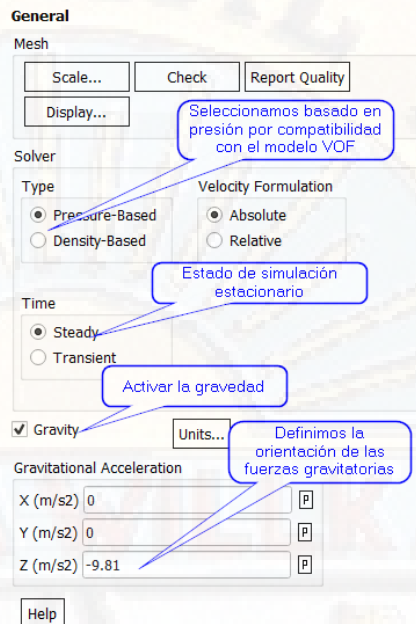 General
Mesh
Scale...
Check
Report Quality
Display...
Seleccionamos basado en
presión por compatibilidad
con el modelo VOF
Solver
Type
Velocity Formulation
Pressure-Based
Absolute
Density-Based
Relative
Estado de simulación
estacionario
Time
Steady
Transient
Activar la gravedad
Gravity
Units...
Definimos la
orientación de las
fuerzas gravitatorias
Gravitational Acceleration
X (m/s2) 0 P
Y (m/s2) 0 P
Z (m/s2) -9.81 P
Help